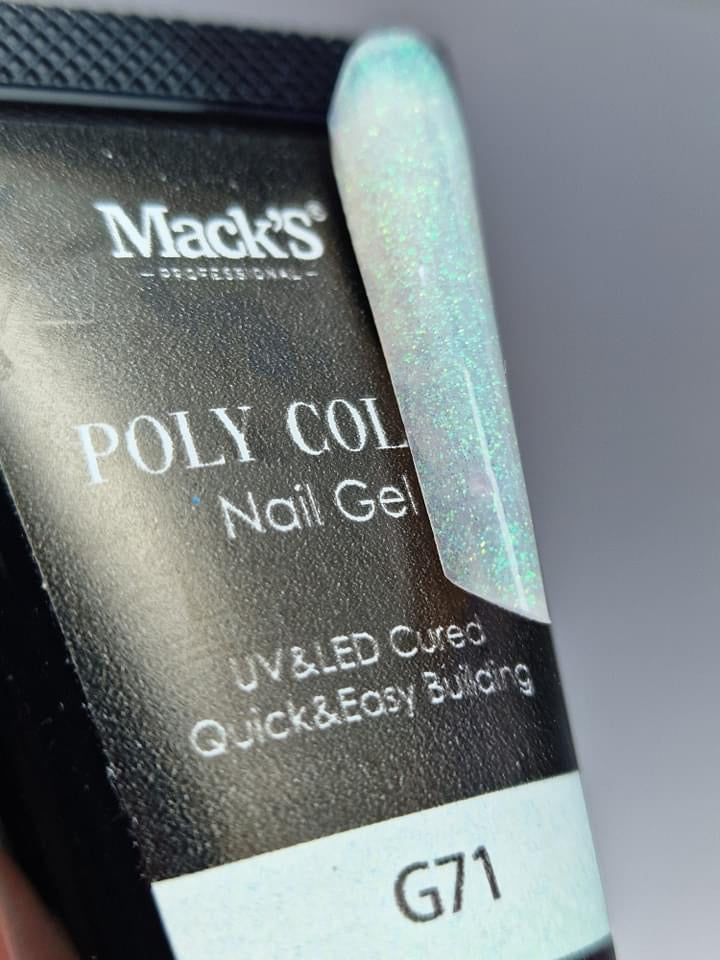 Mack's®
PROFESSIONAL
POLY COL
Nail Gel
UV&LED Cured
Quick&Easy Building
G71